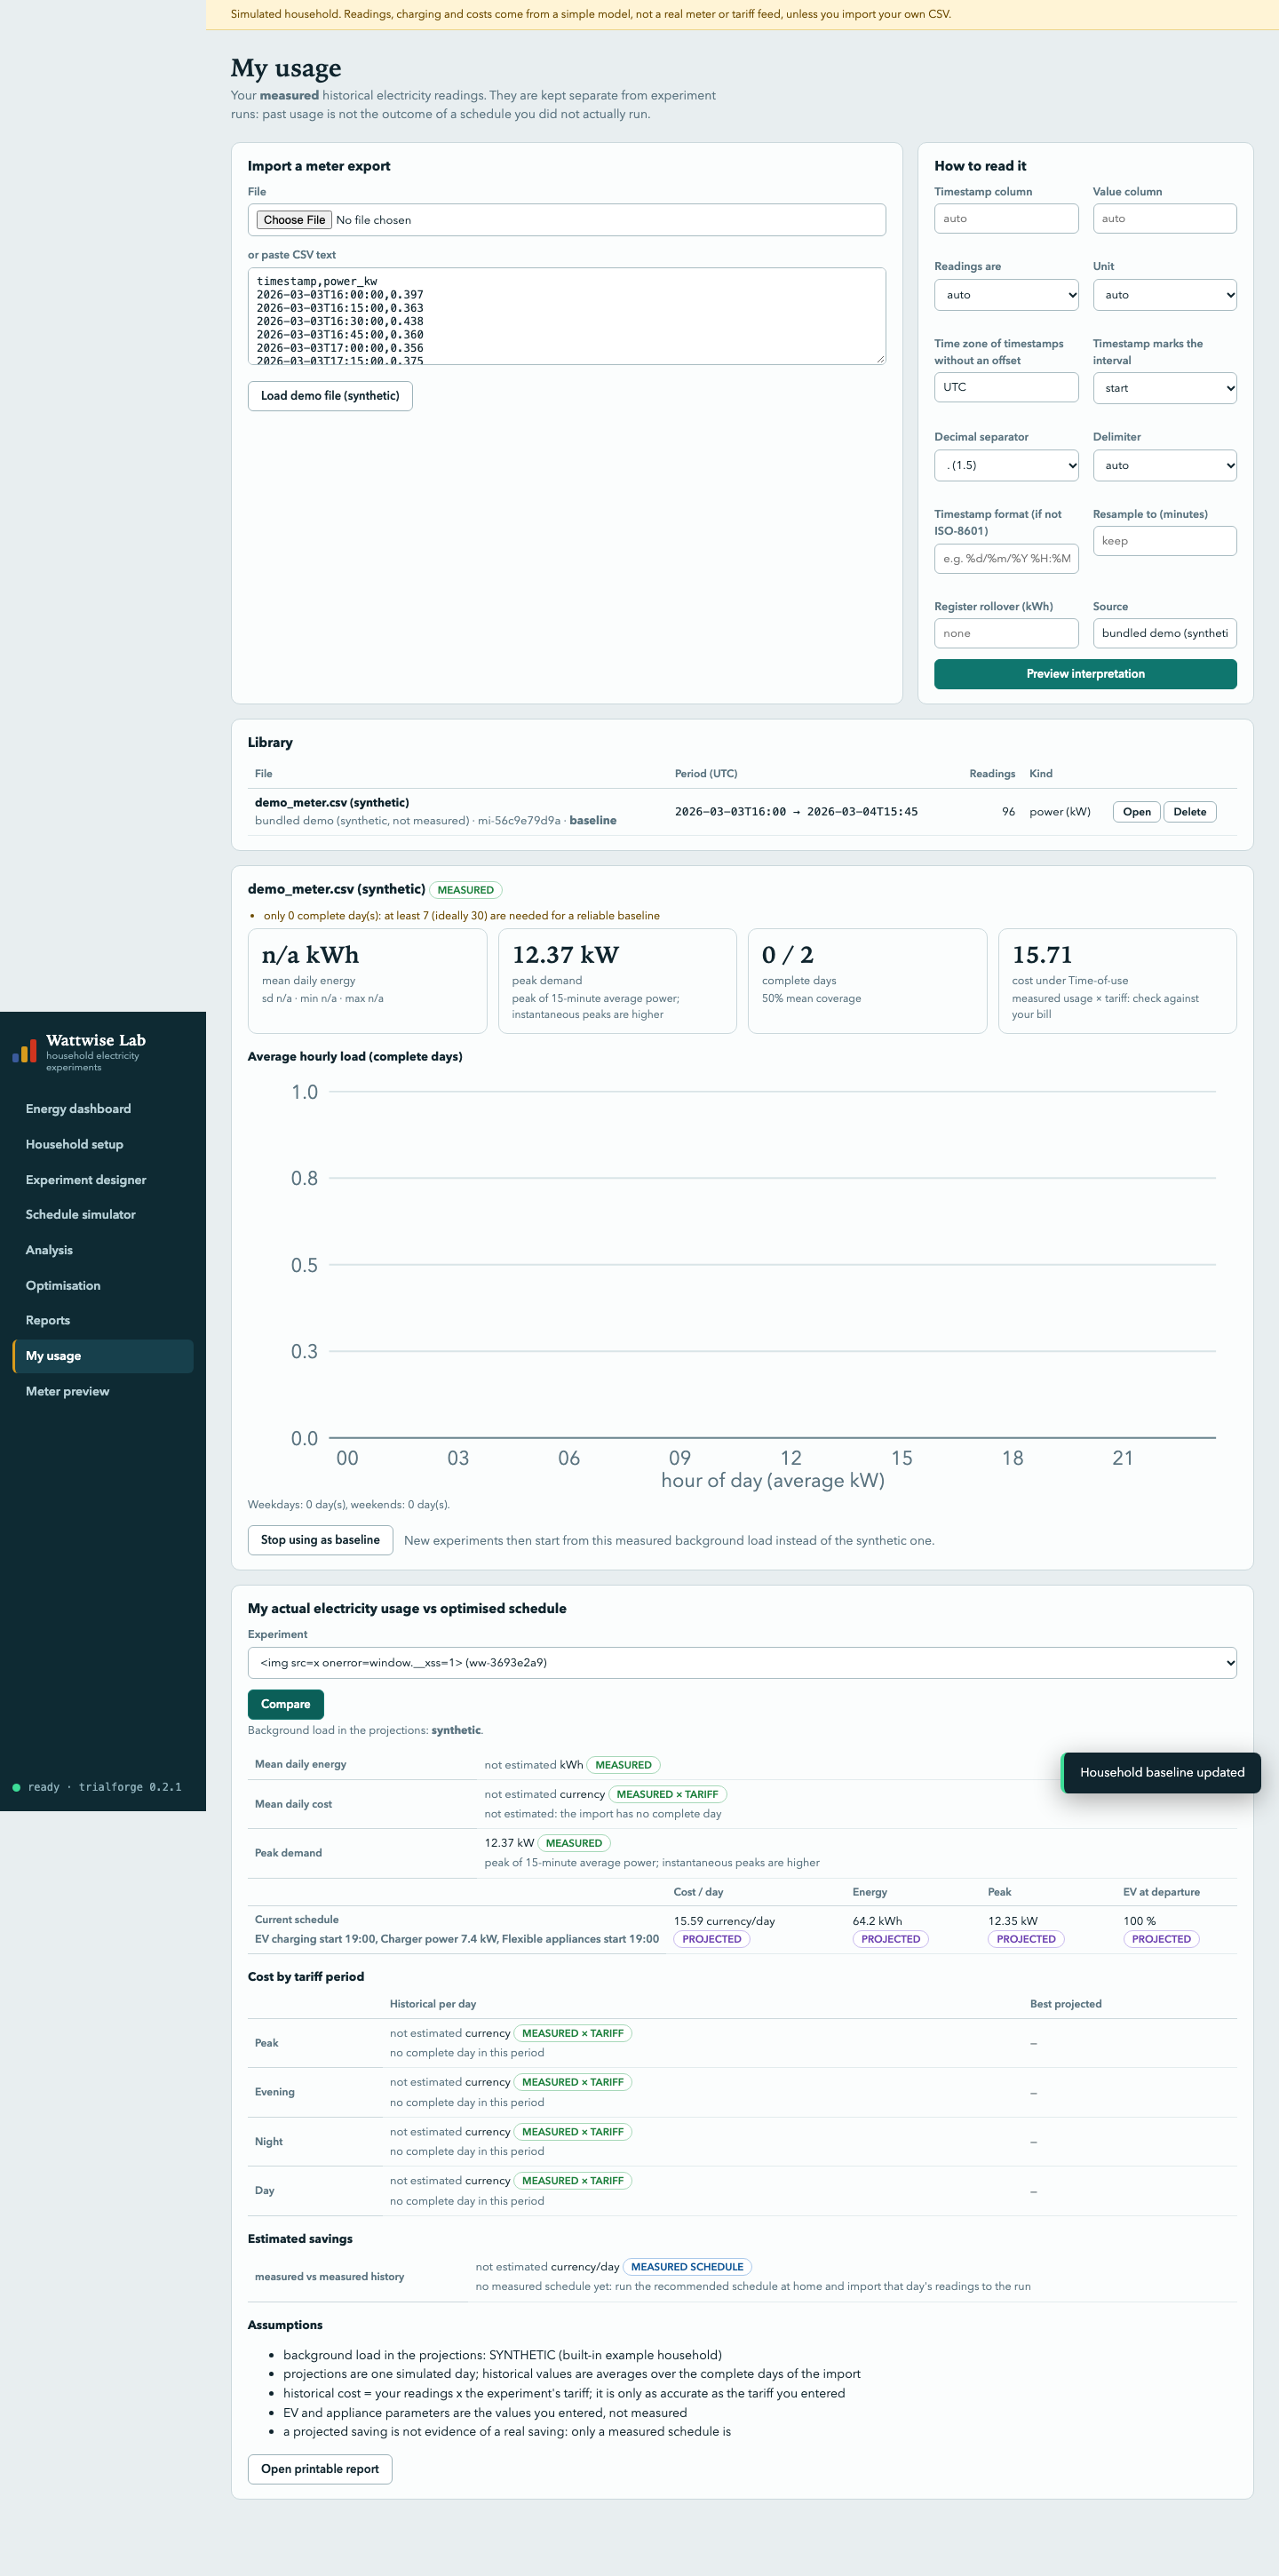 Simulated household. Readings, charging and costs come from a simple model, not a real meter or tariff feed, unless you import your own CSV.
My usage
Your measured historical electricity readings. They are kept separate from experiment
runs: past usage is not the outcome of a schedule you did not actually run.
Import a meter export
File
Choose File No file chosen
or paste CSV text
timestamp,power_kw
2026-03-03T16:00:00,0.397
2026-03-03T16:15:00,0.363
2026-03-03T16:30:00,0.438
2026-03-03T16:45:00,0.360
2026-03-03T17:00:00,0.356
2026-03-03T17:15:00,0.375
Load demo file (synthetic)
How to read it
Timestamp column Value column
auto auto
Readings are Unit
auto auto
Time zone of timestamps without an offset
Timestamp marks the interval
UTC start
Decimal separator Delimiter
. (1.5) auto
Timestamp format (if not ISO-8601)
Resample to (minutes)
e.g. %d/%m/%Y %H:%M
keep
Register rollover (kWh) Source
none bundled demo (syntheti
Preview interpretation
Library
File Period (UTC) Readings Kind
demo_meter.csv (synthetic)
bundled demo (synthetic, not measured) · mi-56c9e79d9a · baseline
2026-03-03T16:00 → 2026-03-04T15:45 96 power (kW) Open Delete
demo_meter.csv (synthetic) MEASURED
• only 0 complete day(s): at least 7 (ideally 30) are needed for a reliable baseline
n/a kWh
mean daily energy
sd n/a · min n/a · max n/a
12.37 kW
peak demand
peak of 15-minute average power;
instantaneous peaks are higher
0 / 2
complete days
50% mean coverage
15.71
cost under Time-of-use
measured usage × tariff: check against
your bill
Average hourly load (complete days)
1.0
0.8
0.5
0.3
0.0
00 03 06 09 12 15 18 21
hour of day (average kW)
Weekdays: 0 day(s), weekends: 0 day(s).
Stop using as baseline New experiments then start from this measured background load instead of the synthetic one.
Wattwise Lab
household electricity
experiments
Energy dashboard
Household setup
Experiment designer
Schedule simulator
Analysis
Optimisation
Reports
My usage
Meter preview
ready · trialforge 0.2.1
My actual electricity usage vs optimised schedule
Experiment
<img src=x onerror=window.__xss=1> (ww-3693e2a9)
Compare
Background load in the projections: synthetic.
Household baseline updated
Mean daily energy not estimated kWh MEASURED
Mean daily cost not estimated currency MEASURED × TARIFF
not estimated: the import has no complete day
Peak demand 12.37 kW MEASURED
peak of 15-minute average power; instantaneous peaks are higher
Cost / day Energy Peak EV at departure
Current schedule
EV charging start 19:00, Charger power 7.4 kW, Flexible appliances start 19:00
15.59 currency/day 64.2 kWh 12.35 kW 100 %
PROJECTED PROJECTED PROJECTED PROJECTED
Cost by tariff period
Historical per day Best projected
Peak not estimated currency MEASURED × TARIFF –
no complete day in this period
Evening not estimated currency MEASURED × TARIFF –
no complete day in this period
Night not estimated currency MEASURED × TARIFF –
no complete day in this period
Day not estimated currency MEASURED × TARIFF –
no complete day in this period
Estimated savings
measured vs measured history not estimated currency/day MEASURED SCHEDULE
no measured schedule yet: run the recommended schedule at home and import that day's readings to the run
Assumptions
• background load in the projections: SYNTHETIC (built-in example household)
• projections are one simulated day; historical values are averages over the complete days of the import
• historical cost = your readings x the experiment's tariff; it is only as accurate as the tariff you entered
• EV and appliance parameters are the values you entered, not measured
• a projected saving is not evidence of a real saving: only a measured schedule is
Open printable report